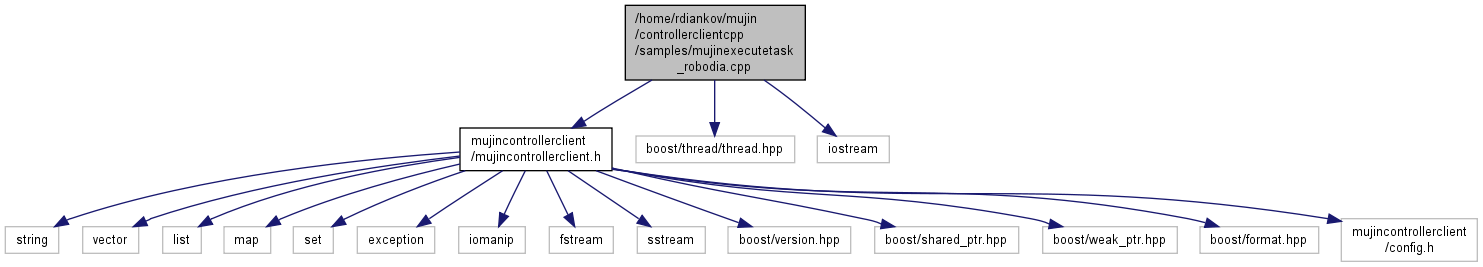 /home/rdiankov/mujin
/controllerclientcpp
/samples/mujinexecutetask
_robodia.cpp
mujincontrollerclient
/mujincontrollerclient.h
boost/thread/thread.hpp
iostream
string
vector
list
map
set
exception
iomanip
fstream
sstream
boost/version.hpp
boost/shared_ptr.hpp
boost/weak_ptr.hpp
boost/format.hpp
mujincontrollerclient
/config.h